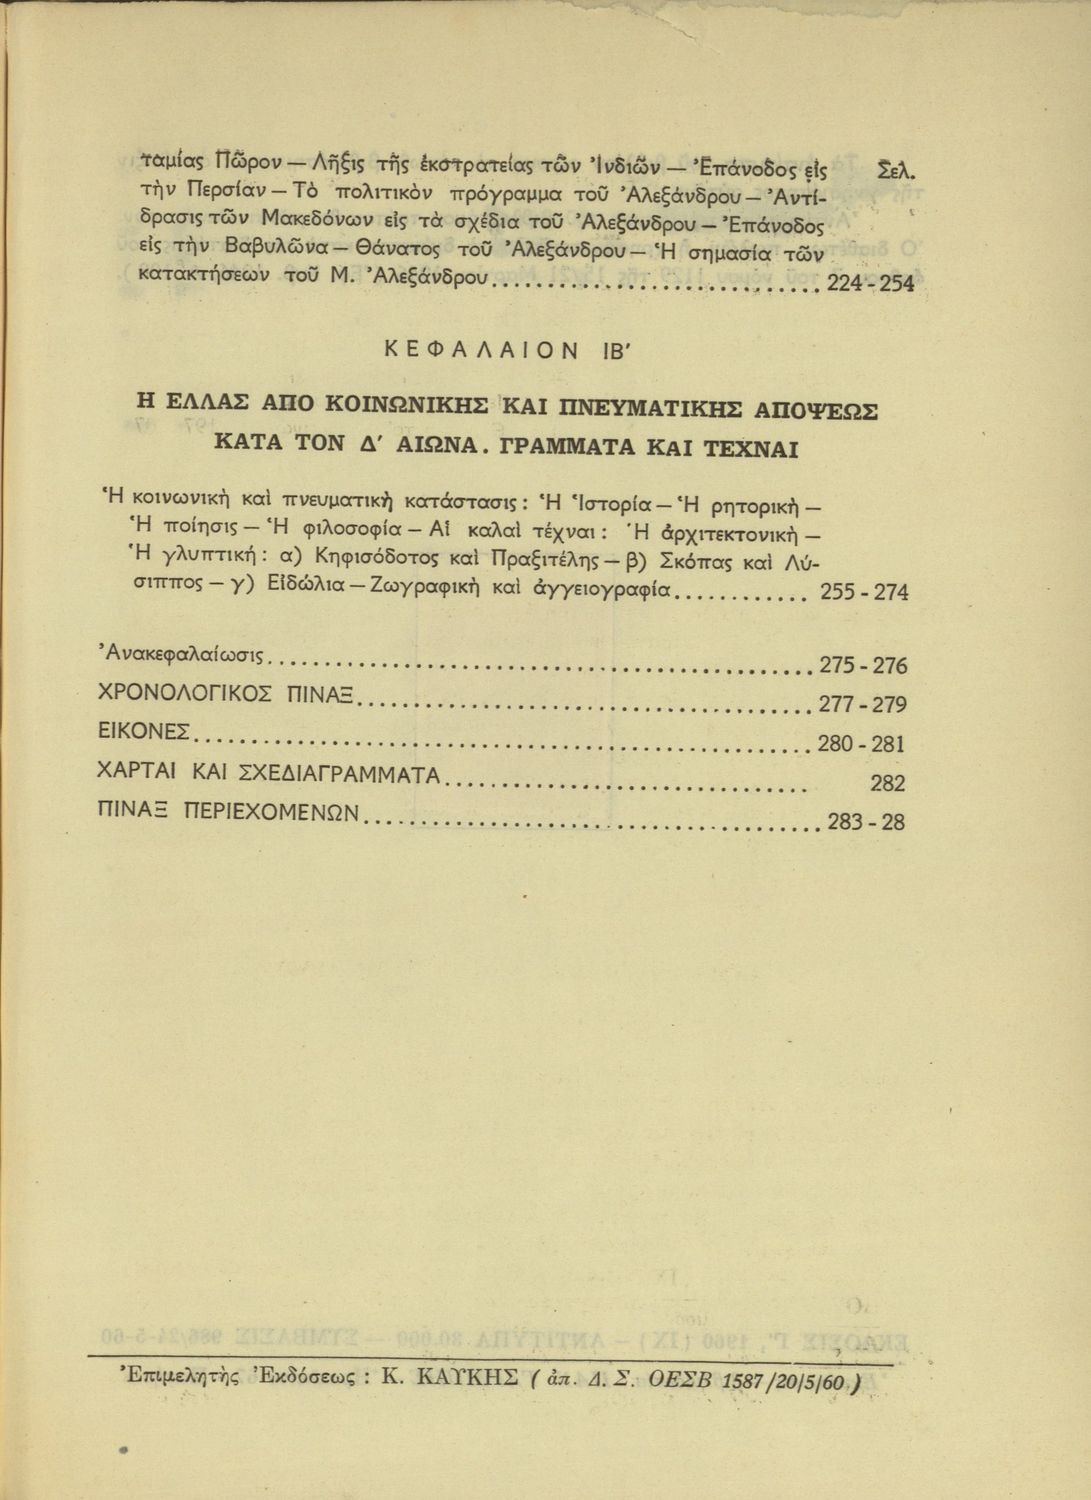 ταμίας Πῶρον — Λῆξις τῆς ἐκστρατείας τῶν Ἰνδιῶν — Ἐπάνοδος εἰς Σελ.
τὴν Περσίαν — Τὸ πολιτικὸν πρόγραμμα τοῦ Ἀλεξάνδρου — Ἀντί-
δρασις τῶν Μακεδόνων εἰς τὰ σχέδια τοῦ Ἀλεξάνδρου — Ἐπάνοδος
εἰς τὴν Βαβυλῶνα — Θάνατος τοῦ Ἀλεξάνδρου — Ἡ σημασία τῶν
κατακτήσεων τοῦ Μ. Ἀλεξάνδρου.............................. 224 - 254
ΚΕΦΑΛΑΙΟΝ ΙΒ′
Η ΕΛΛΑΣ ΑΠΟ ΚΟΙΝΩΝΙΚΗΣ ΚΑΙ ΠΝΕΥΜΑΤΙΚΗΣ ΑΠΟΨΕΩΣ
ΚΑΤΑ ΤΟΝ Δ′ ΑΙΩΝΑ. ΓΡΑΜΜΑΤΑ ΚΑΙ ΤΕΧΝΑΙ
Ἡ κοινωνικὴ καὶ πνευματικὴ κατάστασις : Ἡ Ἱστορία — Ἡ ρητορικὴ —
Ἡ ποίησις — Ἡ φιλοσοφία — Αἱ καλαὶ τέχναι : Ἡ ἀρχιτεκτονικὴ —
Ἡ γλυπτική : α) Κηφισόδοτος καὶ Πραξιτέλης — β) Σκόπας καὶ Λύ-
σιππος — γ) Εἰδώλια — Ζωγραφικὴ καὶ ἀγγειογραφία............ 255 - 274
Ἀνακεφαλαίωσις.................................................. 275 - 276
ΧΡΟΝΟΛΟΓΙΚΟΣ ΠΙΝΑΞ.......................................... 277 - 279
ΕΙΚΟΝΕΣ......................................................... 280 - 281
ΧΑΡΤΑΙ ΚΑΙ ΣΧΕΔΙΑΓΡΑΜΜΑΤΑ................................. 282
ΠΙΝΑΞ ΠΕΡΙΕΧΟΜΕΝΩΝ.......................................... 283 - 28
Ἐπιμελητὴς Ἐκδόσεως : Κ. ΚΑΥΚΗΣ ( ἀπ. Δ. Σ. ΟΕΣΒ 1587/20/5/60 )